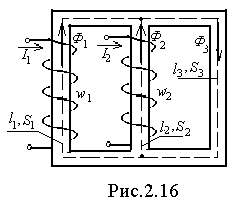 Φ₁ Φ₂ Φ₃
I₁ I₂
l₃, S₃
w₁ w₂
l₁, S₁ l₂, S₂
Рис.2.16